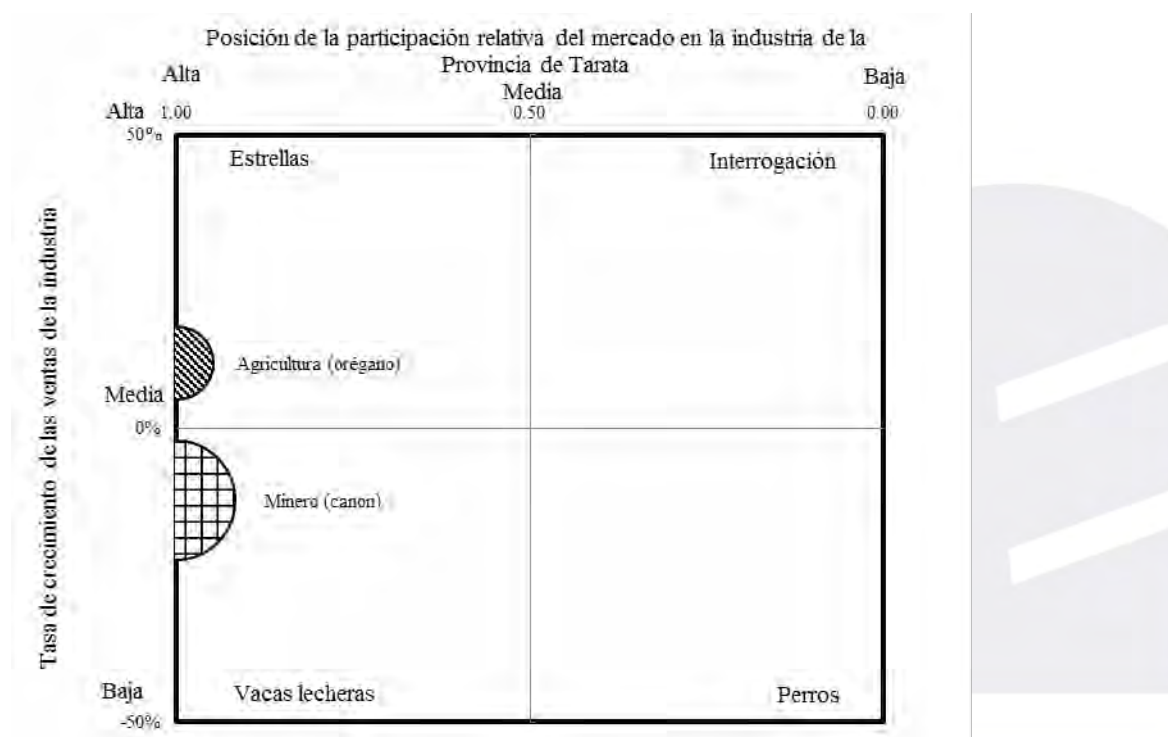 Posición de la participación relativa del mercado en la industria de la
Provincia de Tarata
Alta
Media
Baja
Alta 1.00
0.50
0.00
50%
Estrellas
Interrogación
Tasa de crecimiento de las ventas de la industria
Agricultura (orégano)
Media
0%
Minero (canon)
Baja
Vacas lecheras
Perros
-50%